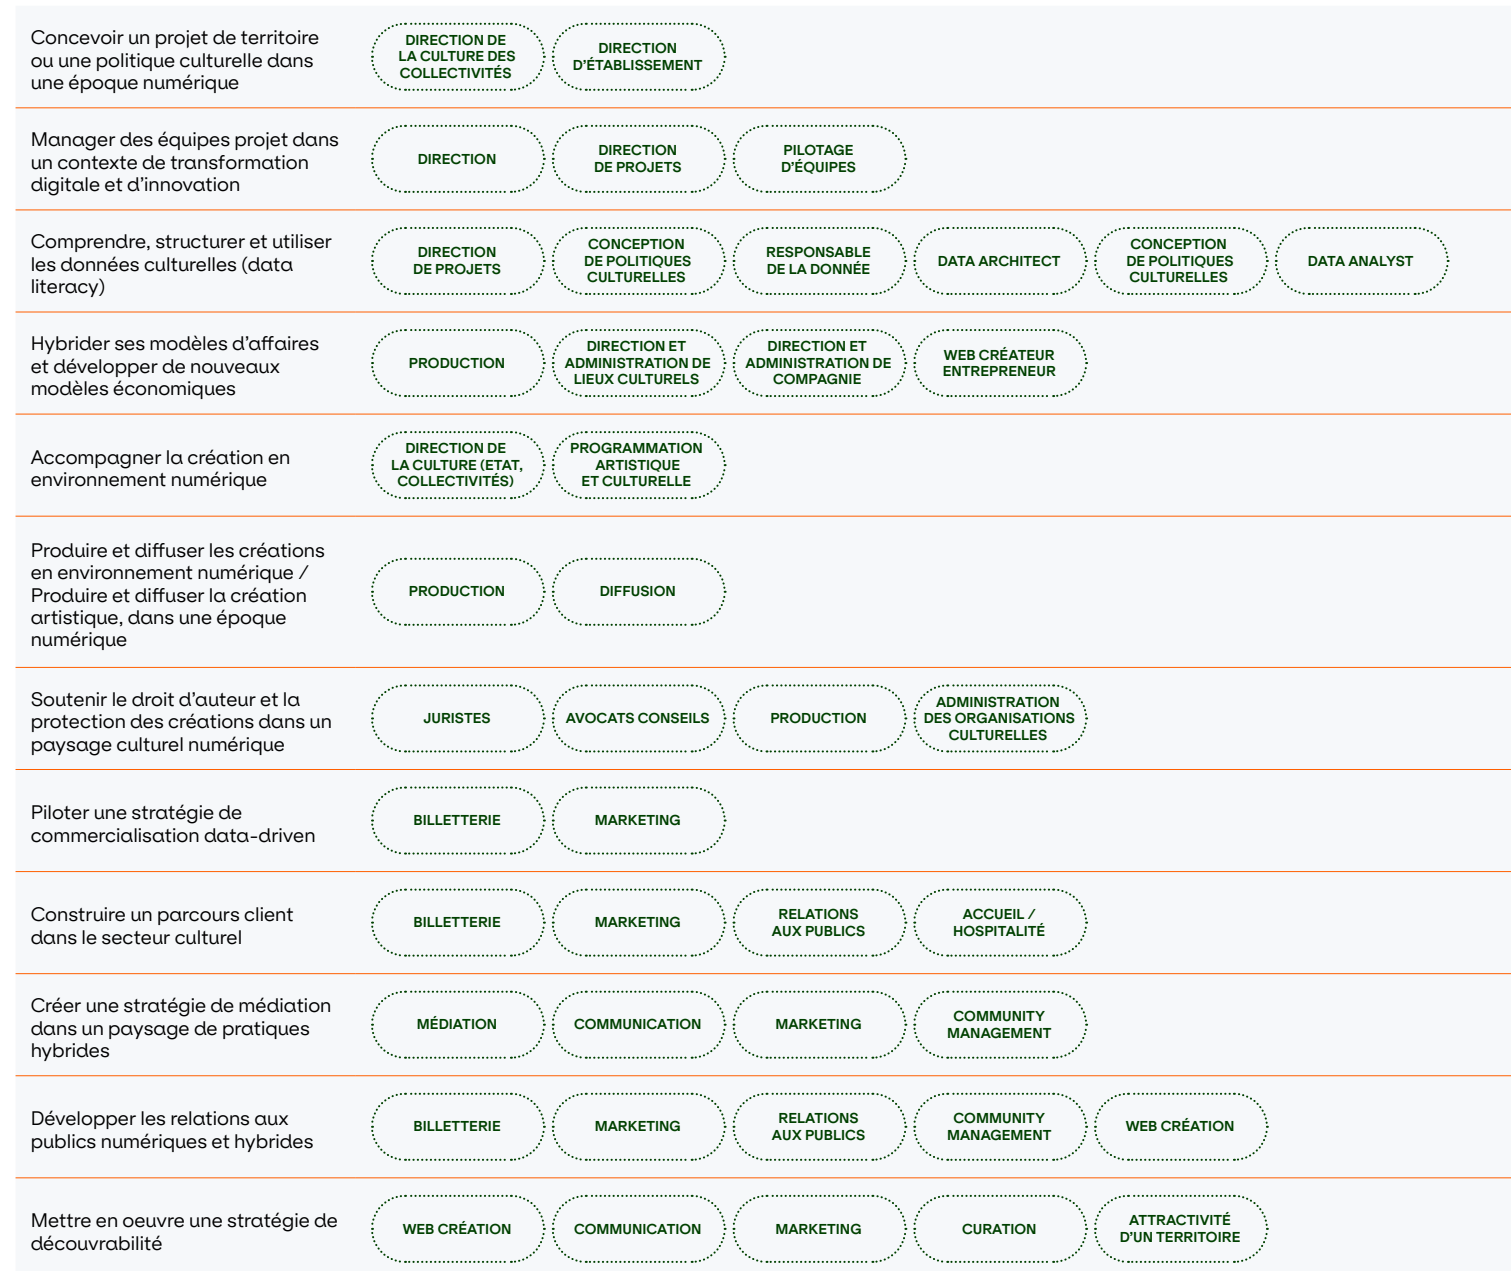 Concevoir un projet de territoire
ou une politique culturelle dans
une époque numérique
DIRECTION DE
LA CULTURE DES
COLLECTIVITÉS
DIRECTION
D'ÉTABLISSEMENT
Manager des équipes projet dans
un contexte de transformation
digitale et d'innovation
DIRECTION
DIRECTION
DE PROJETS
PILOTAGE
D'ÉQUIPES
Comprendre, structurer et utiliser
les données culturelles (data
literacy)
DIRECTION
DE PROJETS
CONCEPTION
DE POLITIQUES
CULTURELLES
RESPONSABLE
DE LA DONNÉE
DATA ARCHITECT
CONCEPTION
DE POLITIQUES
CULTURELLES
DATA ANALYST
Hybrider ses modèles d'affaires
et développer de nouveaux
modèles économiques
PRODUCTION
DIRECTION ET
ADMINISTRATION DE
LIEUX CULTURELS
DIRECTION ET
ADMINISTRATION DE
COMPAGNIE
WEB CRÉATEUR
ENTREPRENEUR
Accompagner la création en
environnement numérique
DIRECTION DE
LA CULTURE (ETAT,
COLLECTIVITÉS)
PROGRAMMATION
ARTISTIQUE
ET CULTURELLE
Produire et diffuser les créations
en environnement numérique /
Produire et diffuser la création
artistique, dans une époque
numérique
PRODUCTION
DIFFUSION
Soutenir le droit d'auteur et la
protection des créations dans un
paysage culturel numérique
JURISTES
AVOCATS CONSEILS
PRODUCTION
ADMINISTRATION
DES ORGANISATIONS
CULTURELLES
Piloter une stratégie de
commercialisation data-driven
BILLETTERIE
MARKETING
Construire un parcours client
dans le secteur culturel
BILLETTERIE
MARKETING
RELATIONS
AUX PUBLICS
ACCUEIL /
HOSPITALITÉ
Créer une stratégie de médiation
dans un paysage de pratiques
hybrides
MÉDIATION
COMMUNICATION
MARKETING
COMMUNITY
MANAGEMENT
Développer les relations aux
publics numériques et hybrides
BILLETTERIE
MARKETING
RELATIONS
AUX PUBLICS
COMMUNITY
MANAGEMENT
WEB CRÉATION
Mettre en oeuvre une stratégie de
découvrabilité
WEB CRÉATION
COMMUNICATION
MARKETING
CURATION
ATTRACTIVITÉ
D'UN TERRITOIRE